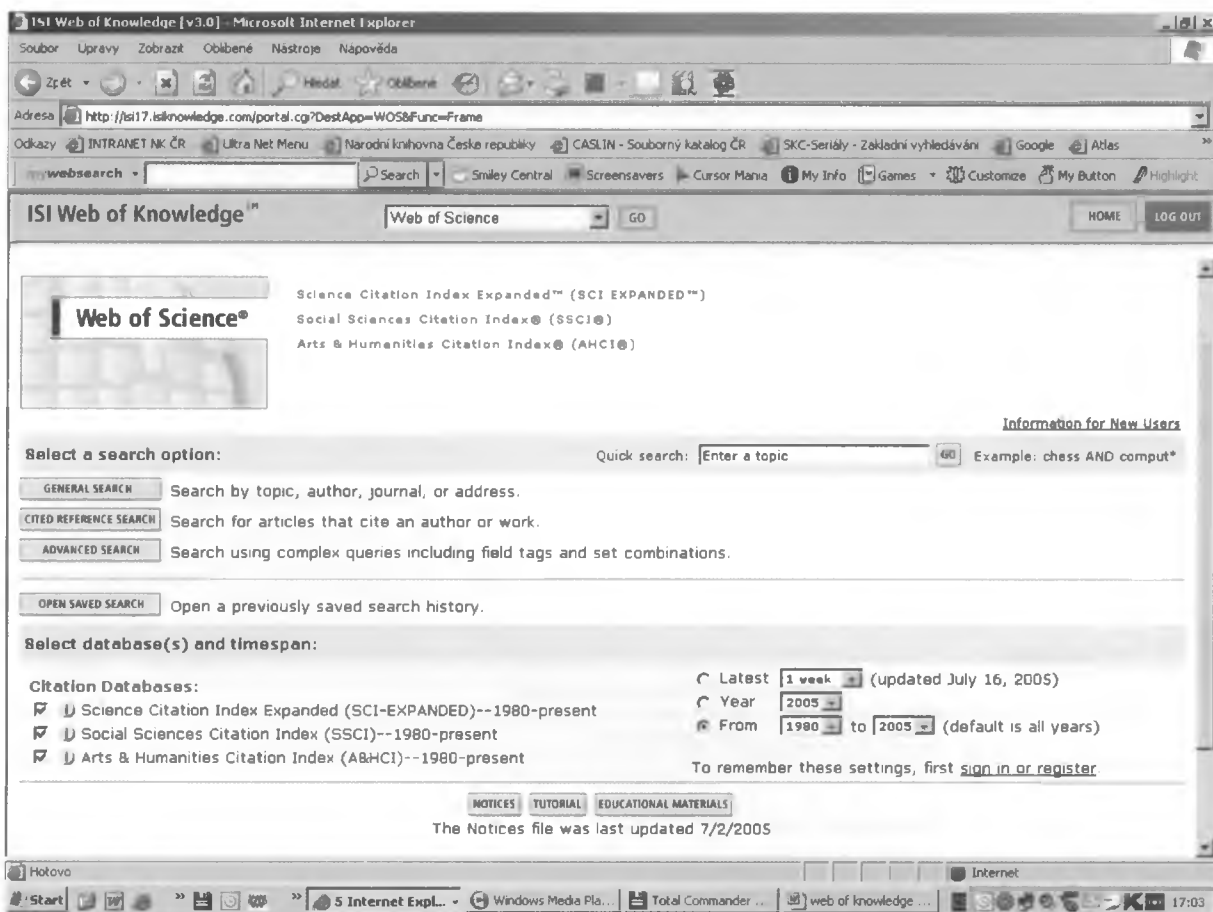 ISI Web of Knowledge [v3.0] - Microsoft Internet Explorer
Soubor Úpravy Zobrazit Oblíbené Nástroje Nápověda
Zpět Hledat Oblíbené
Adresa http://isi17.isiknowledge.com/portal.cgi?DestApp=WOS&Func=Frame
Odkazy INTRANET NK ČR Ultra Net Menu Národní knihovna České republiky CASLIN - Souborný katalog ČR SKC-Seriály - Základní vyhledávání Google Atlas »
mywebsearch Search Smiley Central Screensavers Cursor Mania My Info Games Customize My Button Highlight
ISI Web of Knowledge™ Web of Science GO HOME LOG OUT
Science Citation Index Expanded™ (SCI EXPANDED™)
Web of Science® Social Sciences Citation Index® (SSCI®)
Arts & Humanities Citation Index® (AHCI®)
Information for New Users
Select a search option: Quick search: Enter a topic GO Example: chess AND comput*
GENERAL SEARCH Search by topic, author, journal, or address.
CITED REFERENCE SEARCH Search for articles that cite an author or work.
ADVANCED SEARCH Search using complex queries including field tags and set combinations.
OPEN SAVED SEARCH Open a previously saved search history.
Select database(s) and timespan:
Citation Databases:
Science Citation Index Expanded (SCI-EXPANDED)--1980-present
Social Sciences Citation Index (SSCI)--1980-present
Arts & Humanities Citation Index (A&HCI)--1980-present
Latest 1 week (updated July 16, 2005)
Year 2005
From 1980 to 2005 (default is all years)
To remember these settings, first sign in or register.
NOTICES TUTORIAL EDUCATIONAL MATERIALS
The Notices file was last updated 7/2/2005
Hotovo Internet
Start » » 5 Internet Expl... Windows Media Pla... Total Commander ... web of knowledge ... 17:03